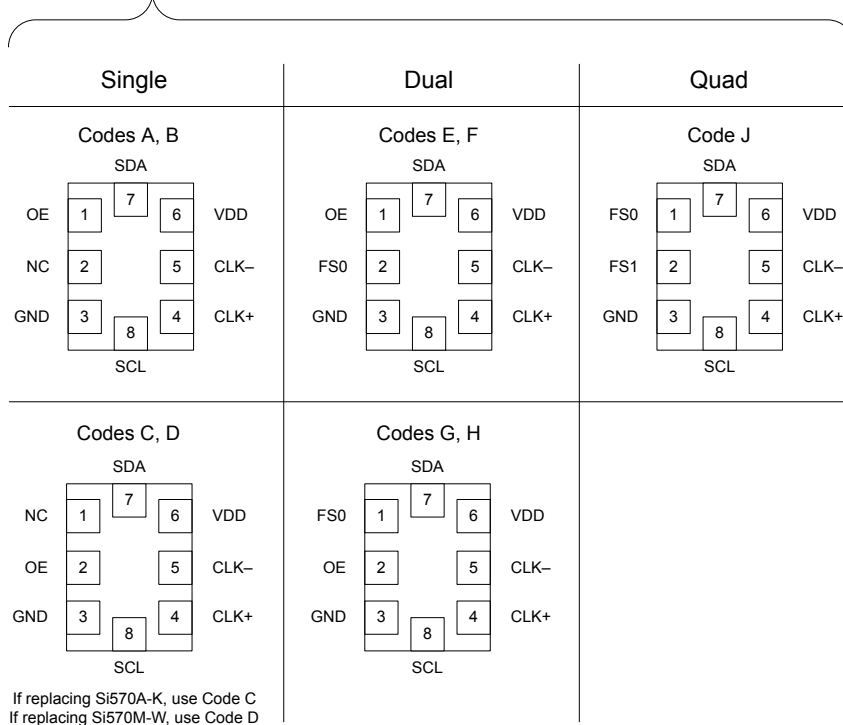 Single
Dual
Quad
Codes A, B
SDA
7
OE 1 6 VDD
NC 2 5 CLK–
GND 3 4 CLK+
8
SCL
Codes E, F
SDA
7
OE 1 6 VDD
FS0 2 5 CLK–
GND 3 4 CLK+
8
SCL
Code J
SDA
7
FS0 1 6 VDD
FS1 2 5 CLK–
GND 3 4 CLK+
8
SCL
Codes C, D
SDA
7
NC 1 6 VDD
OE 2 5 CLK–
GND 3 4 CLK+
8
SCL
If replacing Si570A-K, use Code C
If replacing Si570M-W, use Code D
Codes G, H
SDA
7
FS0 1 6 VDD
OE 2 5 CLK–
GND 3 4 CLK+
8
SCL